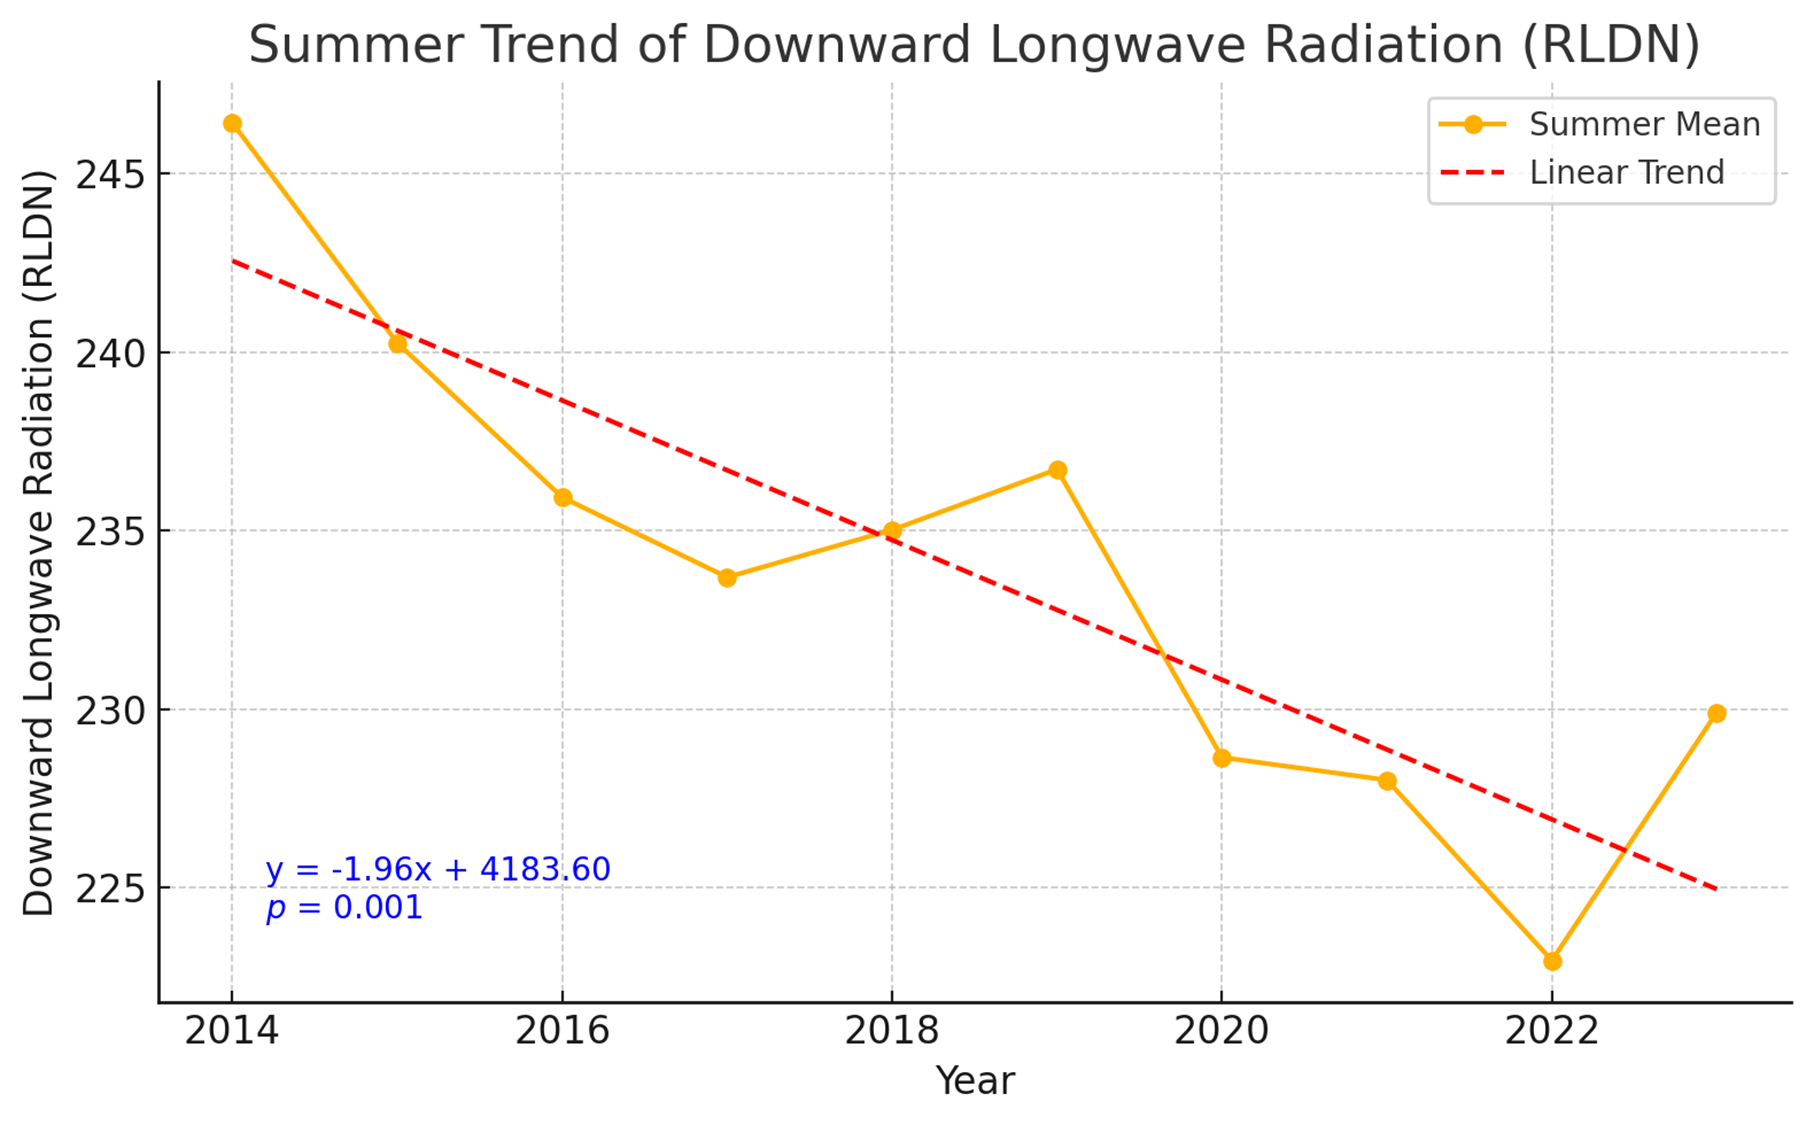 Summer Trend of Downward Longwave Radiation (RLDN)
Summer Mean
Linear Trend
Downward Longwave Radiation (RLDN)
245
240
235
230
225
y = -1.96x + 4183.60
p = 0.001
2014 2016 2018 2020 2022
Year